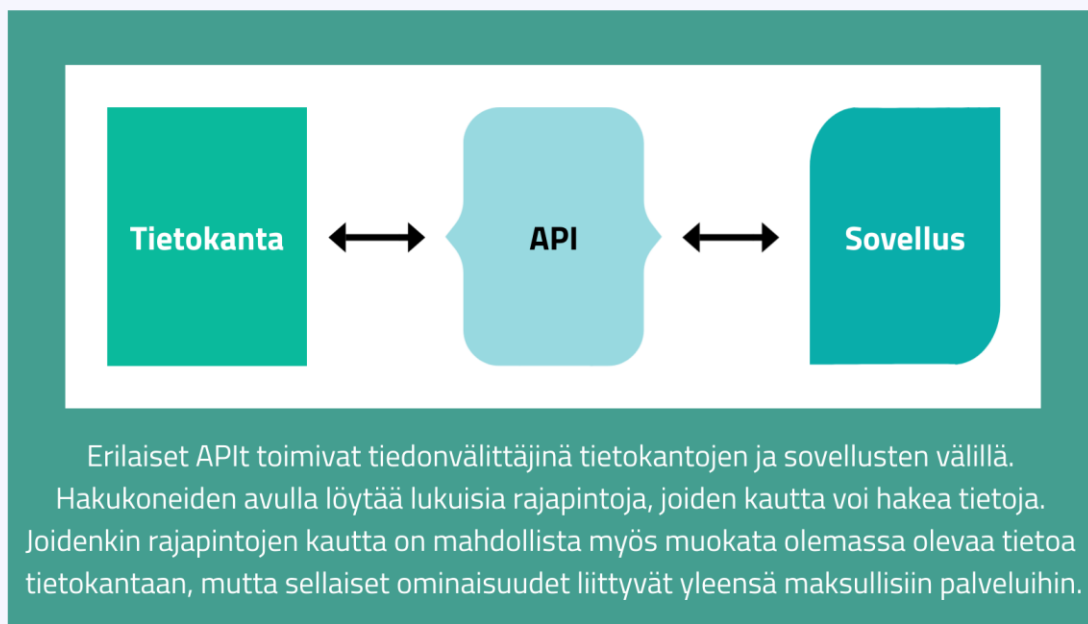 Tietokanta
API
Sovellus
Erilaiset APIt toimivat tiedonvälittäjinä tietokantojen ja sovellusten välillä.
Hakukoneiden avulla löytää lukuisia rajapintoja, joiden kautta voi hakea tietoja.
Joidenkin rajapintojen kautta on mahdollista myös muokata olemassa olevaa tietoa
tietokantaan, mutta sellaiset ominaisuudet liittyvät yleensä maksullisiin palveluihin.